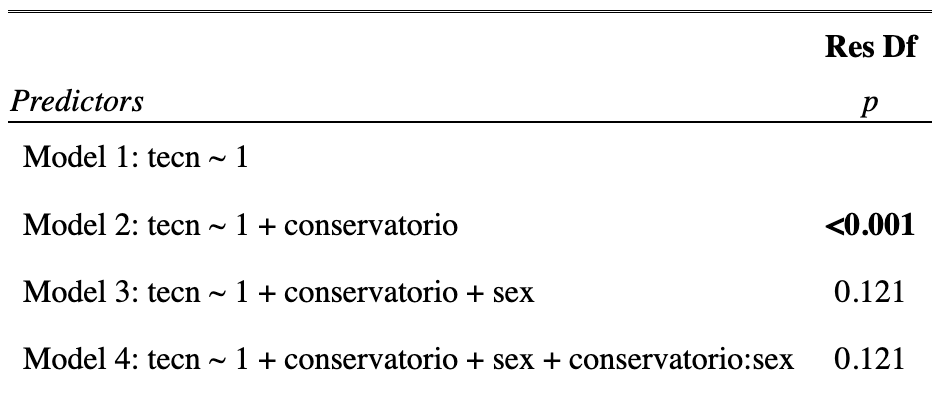 Res Df
Predictors p
Model 1: tecn ~ 1
Model 2: tecn ~ 1 + conservatorio <0.001
Model 3: tecn ~ 1 + conservatorio + sex 0.121
Model 4: tecn ~ 1 + conservatorio + sex + conservatorio:sex 0.121